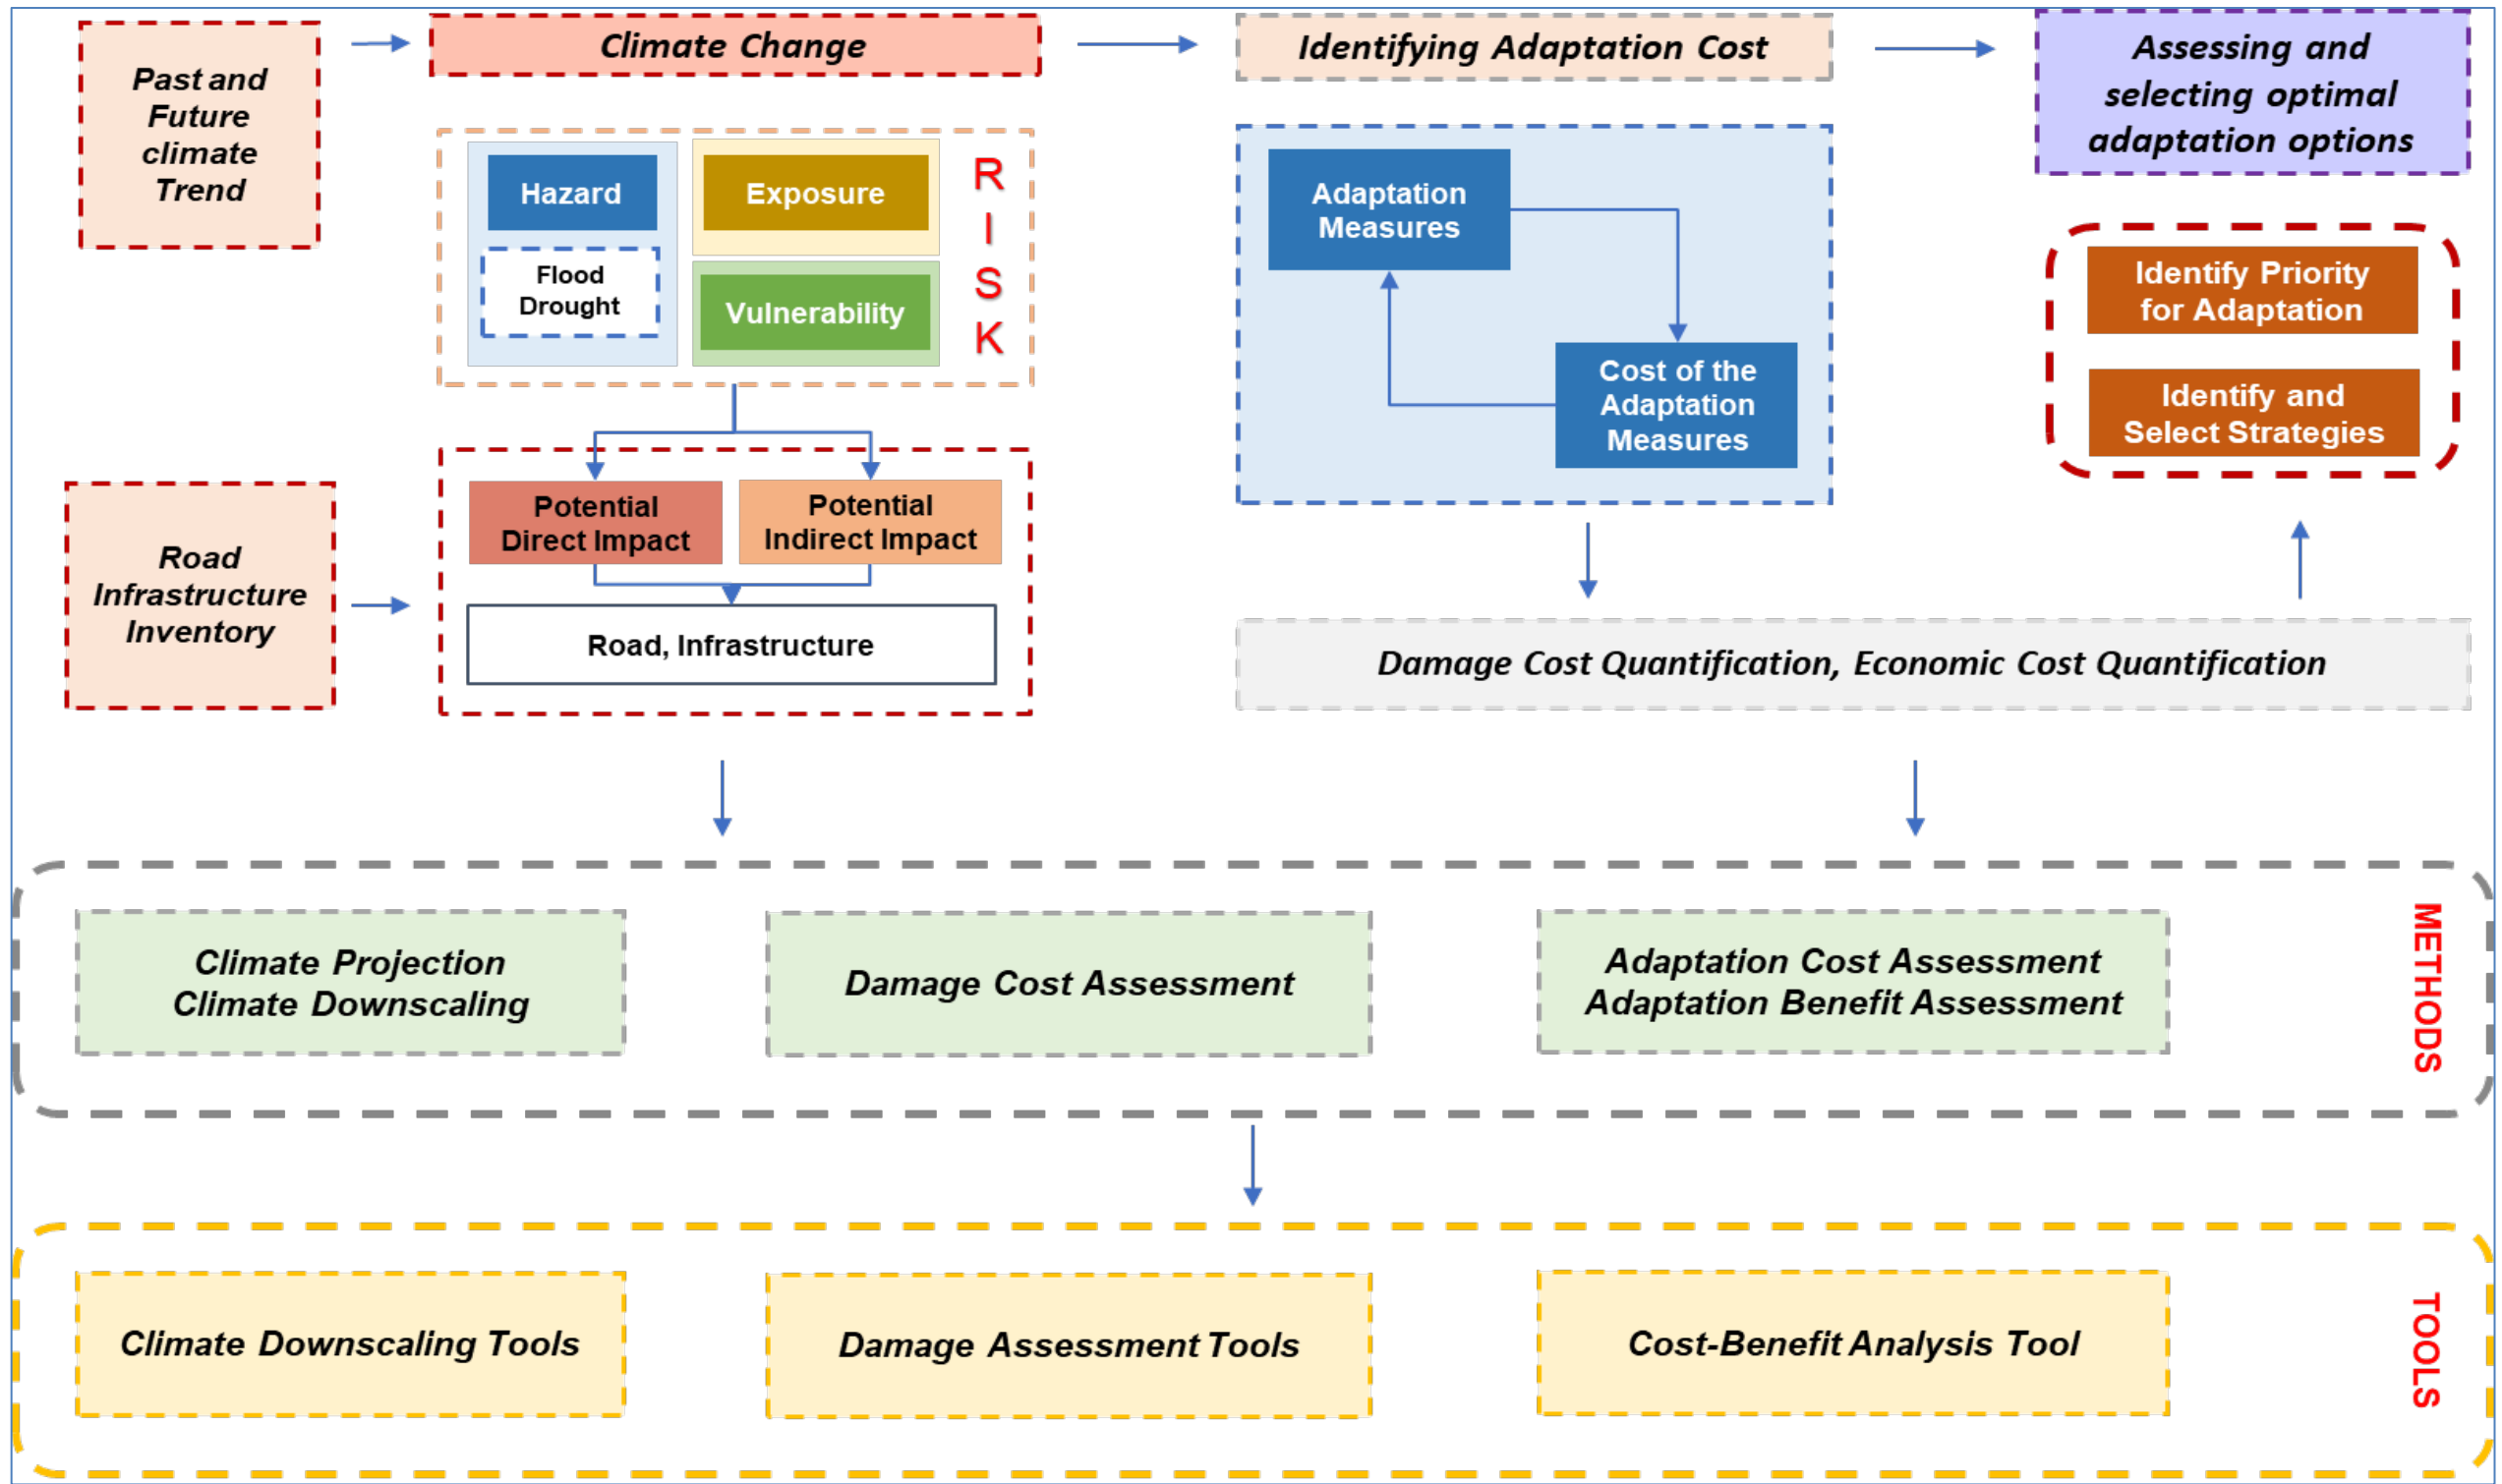 Past and
Future
climate
Trend
Climate Change
Identifying Adaptation Cost
Assessing and
selecting optimal
adaptation options
Hazard
Flood
Drought
Exposure
Vulnerability
RISK
Adaptation
Measures
Cost of the
Adaptation
Measures
Identify Priority
for Adaptation
Identify and
Select Strategies
Road
Infrastructure
Inventory
Potential
Direct Impact
Potential
Indirect Impact
Road, Infrastructure
Damage Cost Quantification, Economic Cost Quantification
Climate Projection
Climate Downscaling
Damage Cost Assessment
Adaptation Cost Assessment
Adaptation Benefit Assessment
METHODS
Climate Downscaling Tools
Damage Assessment Tools
Cost-Benefit Analysis Tool
TOOLS